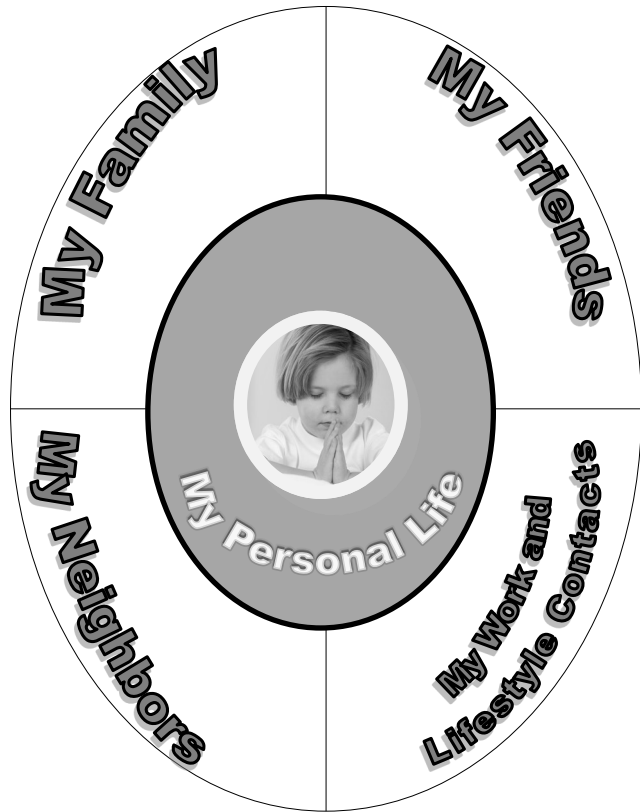 My Family
My Friends
My Personal Life
My Neighbors
My Work and
Lifestyle Contacts